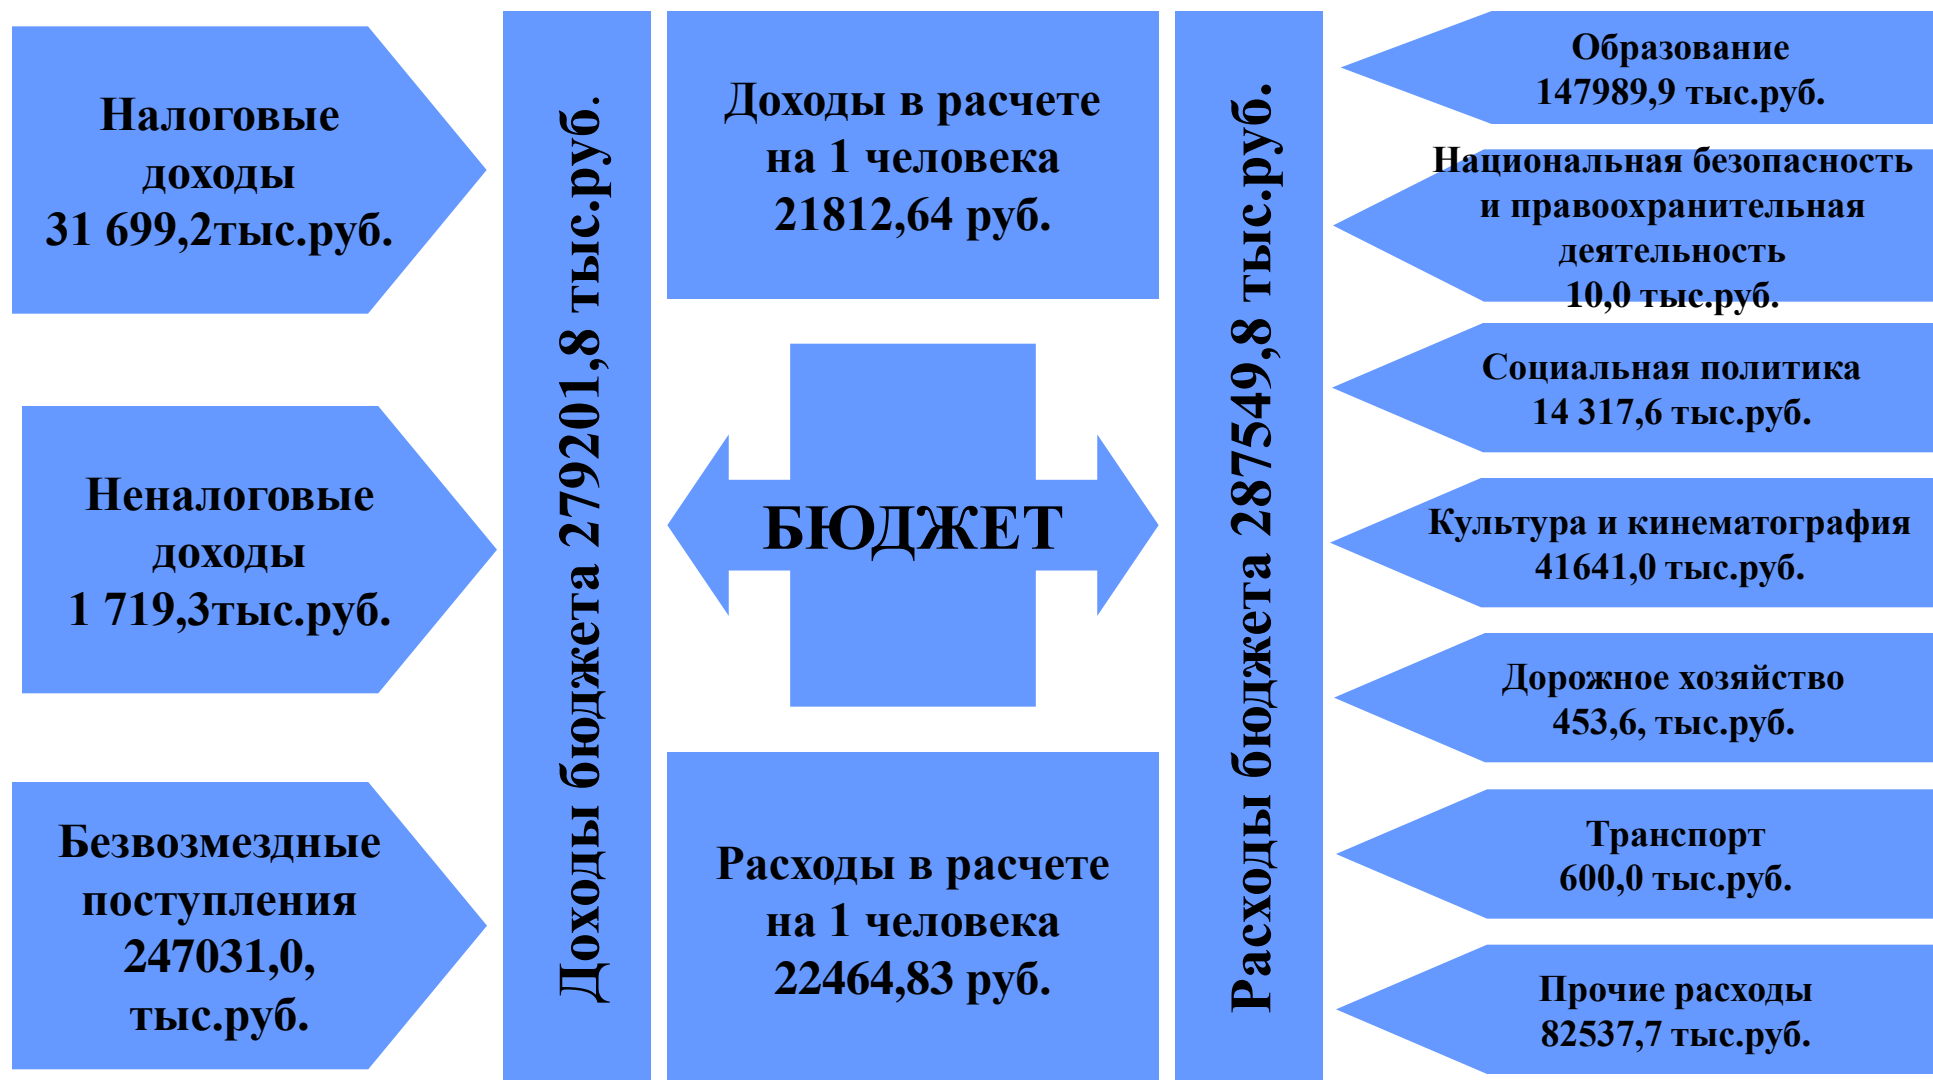 Налоговые
доходы
31 699,2тыс.руб.
Неналоговые
доходы
1 719,3тыс.руб.
Безвозмездные
поступления
247031,0,
тыс.руб.
Доходы бюджета 279201,8 тыс.руб.
Доходы в расчете
на 1 человека
21812,64 руб.
БЮДЖЕТ
Расходы в расчете
на 1 человека
22464,83 руб.
Расходы бюджета 287549,8 тыс.руб.
Образование
147989,9 тыс.руб.
Национальная безопасность
и правоохранительная
деятельность
10,0 тыс.руб.
Социальная политика
14 317,6 тыс.руб.
Культура и кинематография
41641,0 тыс.руб.
Дорожное хозяйство
453,6, тыс.руб.
Транспорт
600,0 тыс.руб.
Прочие расходы
82537,7 тыс.руб.